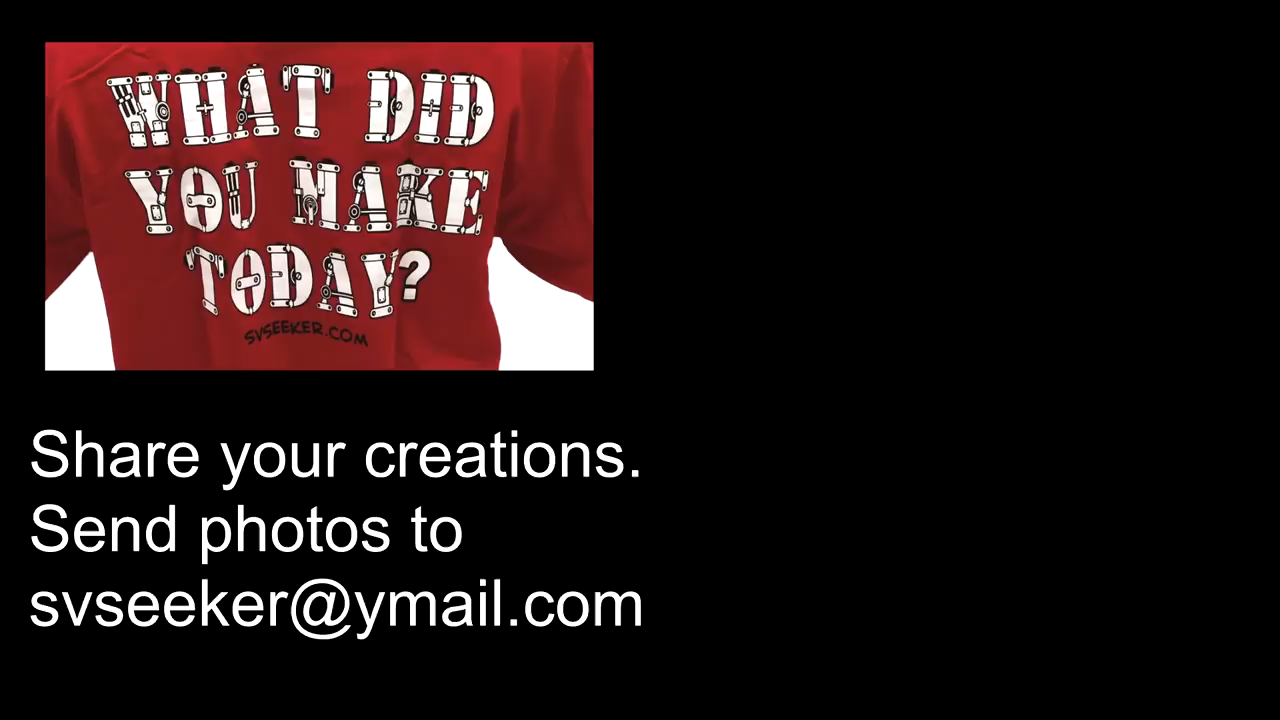 WHAT DID
YOU MAKE
TODAY?
SVSEEKER.COM
Share your creations.
Send photos to
svseeker@ymail.com